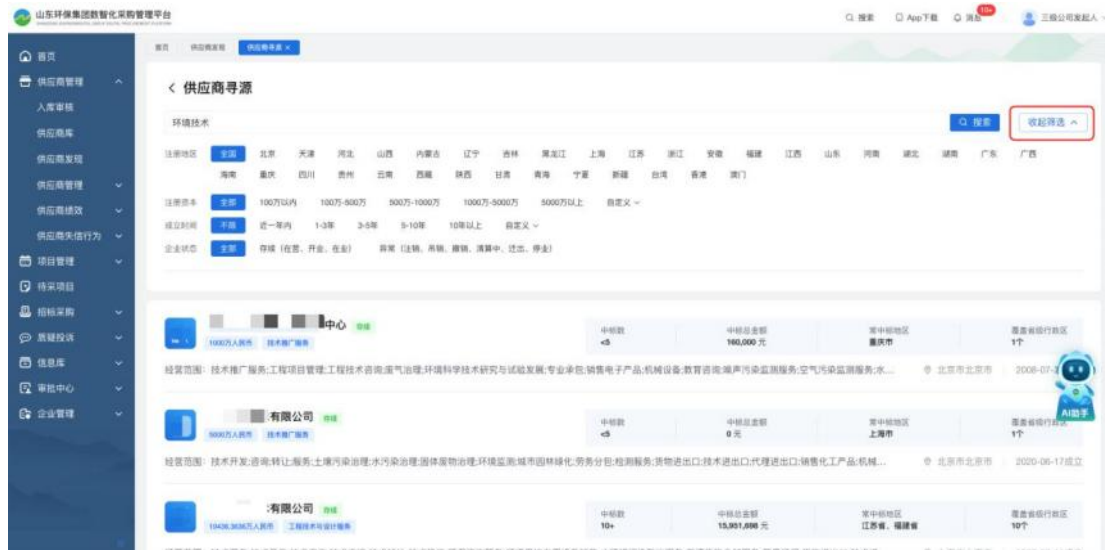 山东环保集团数智化采购管理平台
搜索 App下载 消息 10+ 三级公司发起人
首页 供应商发现 供应商寻源 ×
首页
供应商管理
入库审核
供应商库
供应商发现
供应商管理
供应商绩效
供应商失信行为
项目管理
待采项目
招标采购
质疑投诉
信息库
审批中心
企业管理
供应商寻源
环境技术 搜索 收起筛选
注册地区 全国 北京 天津 河北 山西 内蒙古 辽宁 吉林 黑龙江 上海 江苏 浙江 安徽 福建 江西 山东 河南 湖北 湖南 广东 广西
海南 重庆 四川 贵州 云南 西藏 陕西 甘肃 青海 宁夏 新疆 台湾 香港 澳门
注册资本 全部 100万以内 100万-500万 500万-1000万 1000万-5000万 5000万以上 自定义
成立时间 不限 近一年内 1-3年 3-5年 5-10年 10年以上 自定义
企业状态 全部 存续（在营、开业、在业） 异常（注销、吊销、撤销、清算中、迁出、停业）
中心 存续
1000万人民币 技术推广服务
中标数 中标总金额 常中标地区 覆盖省级行政区
<5 160,000 元 重庆市 1个
经营范围：技术推广服务;工程项目管理;工程技术咨询;废气治理;环境科学技术研究与试验发展;专业承包;销售电子产品;机械设备;教育咨询;噪声污染监测服务;空气污染监测服务;水... 北京市北京市 2008-07-
AI助手
有限公司 存续
5000万人民币 技术推广服务
中标数 中标总金额 常中标地区 覆盖省级行政区
<5 0 元 上海市 1个
经营范围：技术开发;咨询;转让;服务;土壤污染治理;水污染治理;固体废物治理;环境监测;城市园林绿化;劳务分包;检测服务;货物进出口;技术进出口;代理进出口;销售化工产品;机械... 北京市北京市 2020-06-17成立
有限公司 存续
10436.3636万人民币 工程技术与设计服务
中标数 中标总金额 常中标地区 覆盖省级行政区
10+ 15,951,698 元 江苏省、福建省 10个